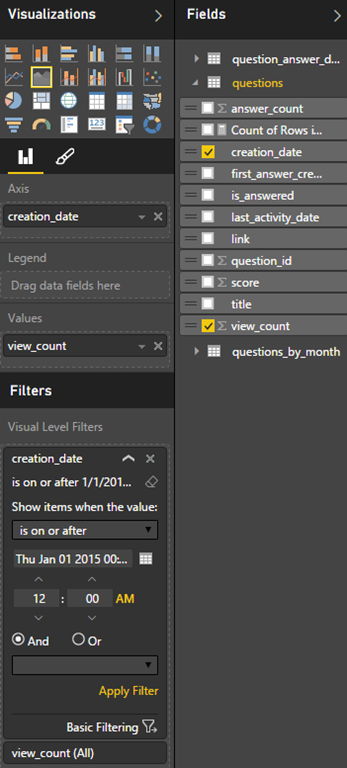 Visualizations
Axis
creation_date
Legend
Drag data fields here
Values
view_count
Filters
Visual Level Filters
creation_date
is on or after 1/1/201...
Show items when the value:
is on or after
Thu Jan 01 2015 00:...
12 : 00 AM
And Or
Apply Filter
Basic Filtering
view_count (All)
Fields
question_answer_d...
questions
answer_count
Count of Rows i...
creation_date
first_answer_cre...
is_answered
last_activity_date
link
question_id
score
title
view_count
questions_by_month